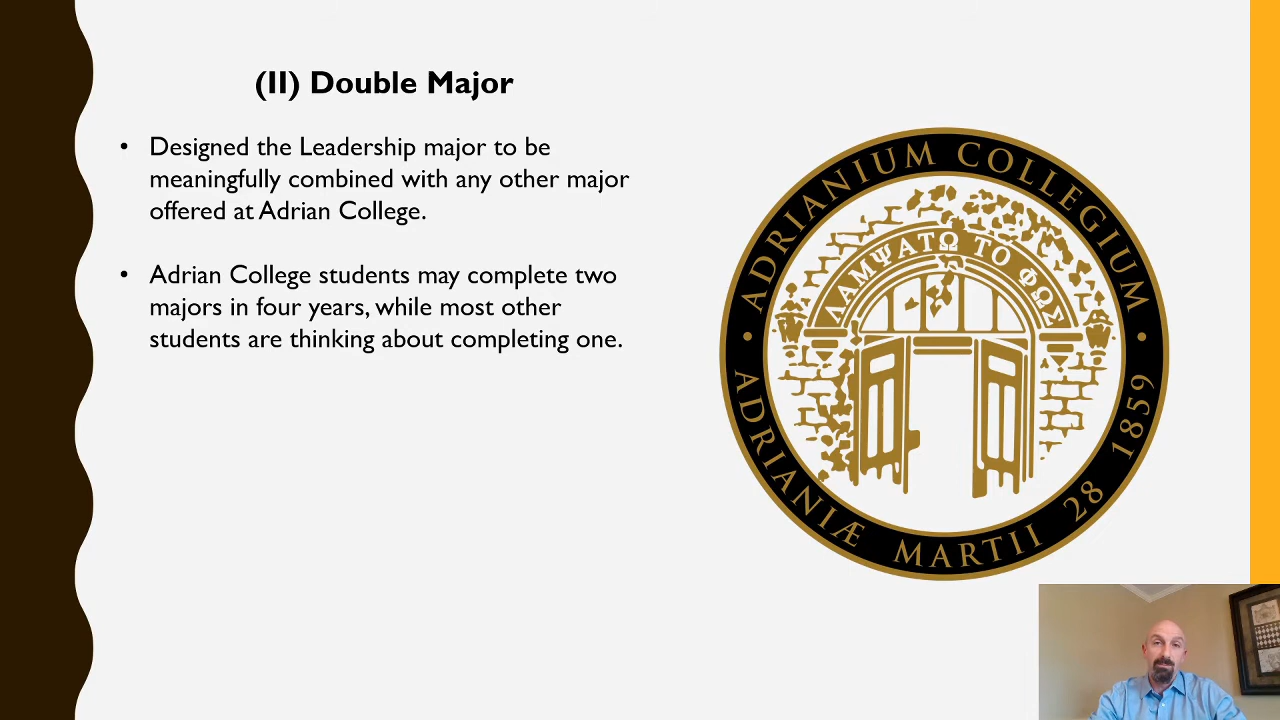 (II) Double Major
• Designed the Leadership major to be
meaningfully combined with any other major
offered at Adrian College.
• Adrian College students may complete two
majors in four years, while most other
students are thinking about completing one.
ADRIANIUM COLLEGIUM
ΛΑΜΨΑΤΩ ΤΟ ΦΩΣ
ADRIANIÆ MARTII 28 1859